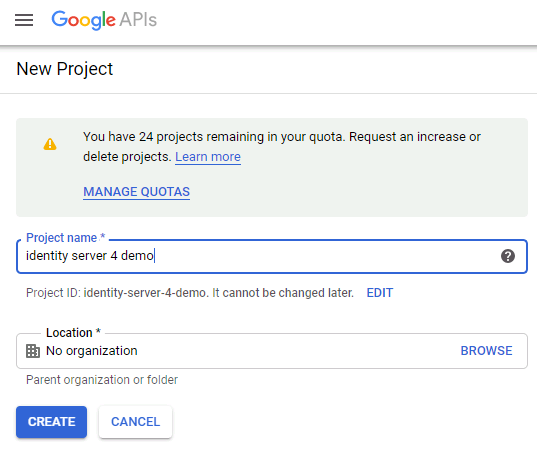 Google APIs
New Project
You have 24 projects remaining in your quota. Request an increase or
delete projects. Learn more
MANAGE QUOTAS
Project name *
identity server 4 demo
Project ID: identity-server-4-demo. It cannot be changed later. EDIT
Location *
No organization BROWSE
Parent organization or folder
CREATE CANCEL